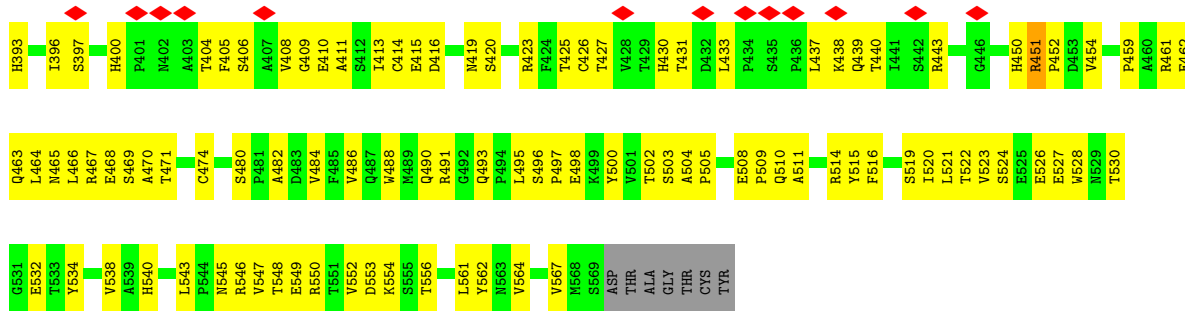 H393 I396 S397 H400 P401 N402 A403 T404 F405 S406 A407 V408 G409 E410 A411 S412 I413 C414 E415 D416 N419 S420 R423 F424 T425 C426 T427 V428 T429 H430 T431 D432 L433 P434 S435 P436 L437 K438 Q439 T440 I441 S442 R443 G446 H450 R451 P452 D453 V454 P459 A460 R461 E462
Q463 L464 N465 L466 R467 E468 S469 A470 T471 C474 S480 P481 A482 D483 V484 F485 V486 Q487 W488 M489 Q490 R491 G492 Q493 P494 L495 S496 P497 E498 K499 Y500 V501 T502 S503 A504 P505 E508 P509 Q510 A511 R514 Y515 F516 S519 I520 L521 T522 V523 S524 E525 E526 E527 W528 N529 T530
G531 E532 T533 Y534 V538 A539 H540 L543 P544 N545 R546 V547 T548 E549 R550 T551 V552 D553 K554 S555 T556 L561 Y562 N563 V564 V567 M568 S569 ASP THR ALA GLY THR CYS TYR